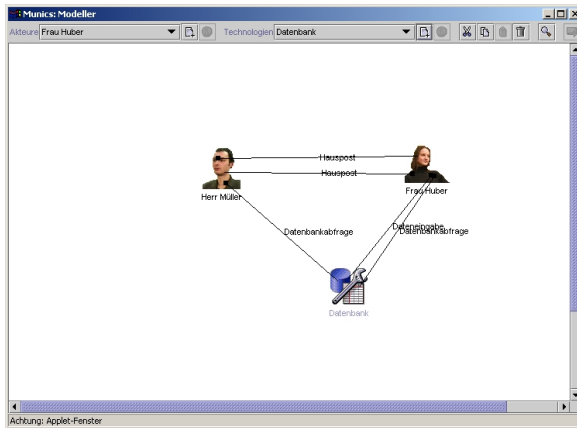 Munics: Modeller
Akteure Frau Huber Technologien Datenbank
Hauspost
Hauspost
Herr Müller Frau Huber
Dateneingabe
Datenbankabfrage Datenbankabfrage
Datenbank
Achtung: Applet-Fenster